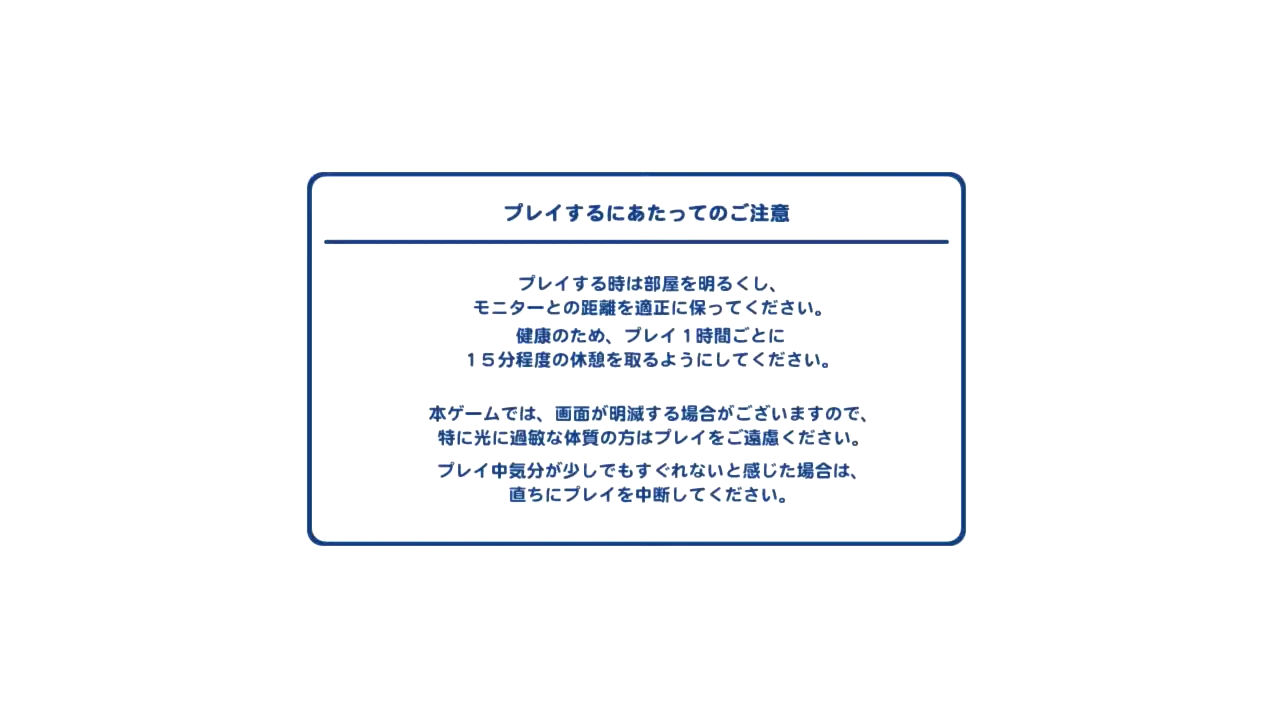 プレイするにあたってのご注意
プレイする時は部屋を明るくし、
モニターとの距離を適正に保ってください。
健康のため、プレイ１時間ごとに
１５分程度の休憩を取るようにしてください。
本ゲームでは、画面が明滅する場合がございますので、
特に光に過敏な体質の方はプレイをご遠慮ください。
プレイ中気分が少しでもすぐれないと感じた場合は、
直ちにプレイを中断してください。